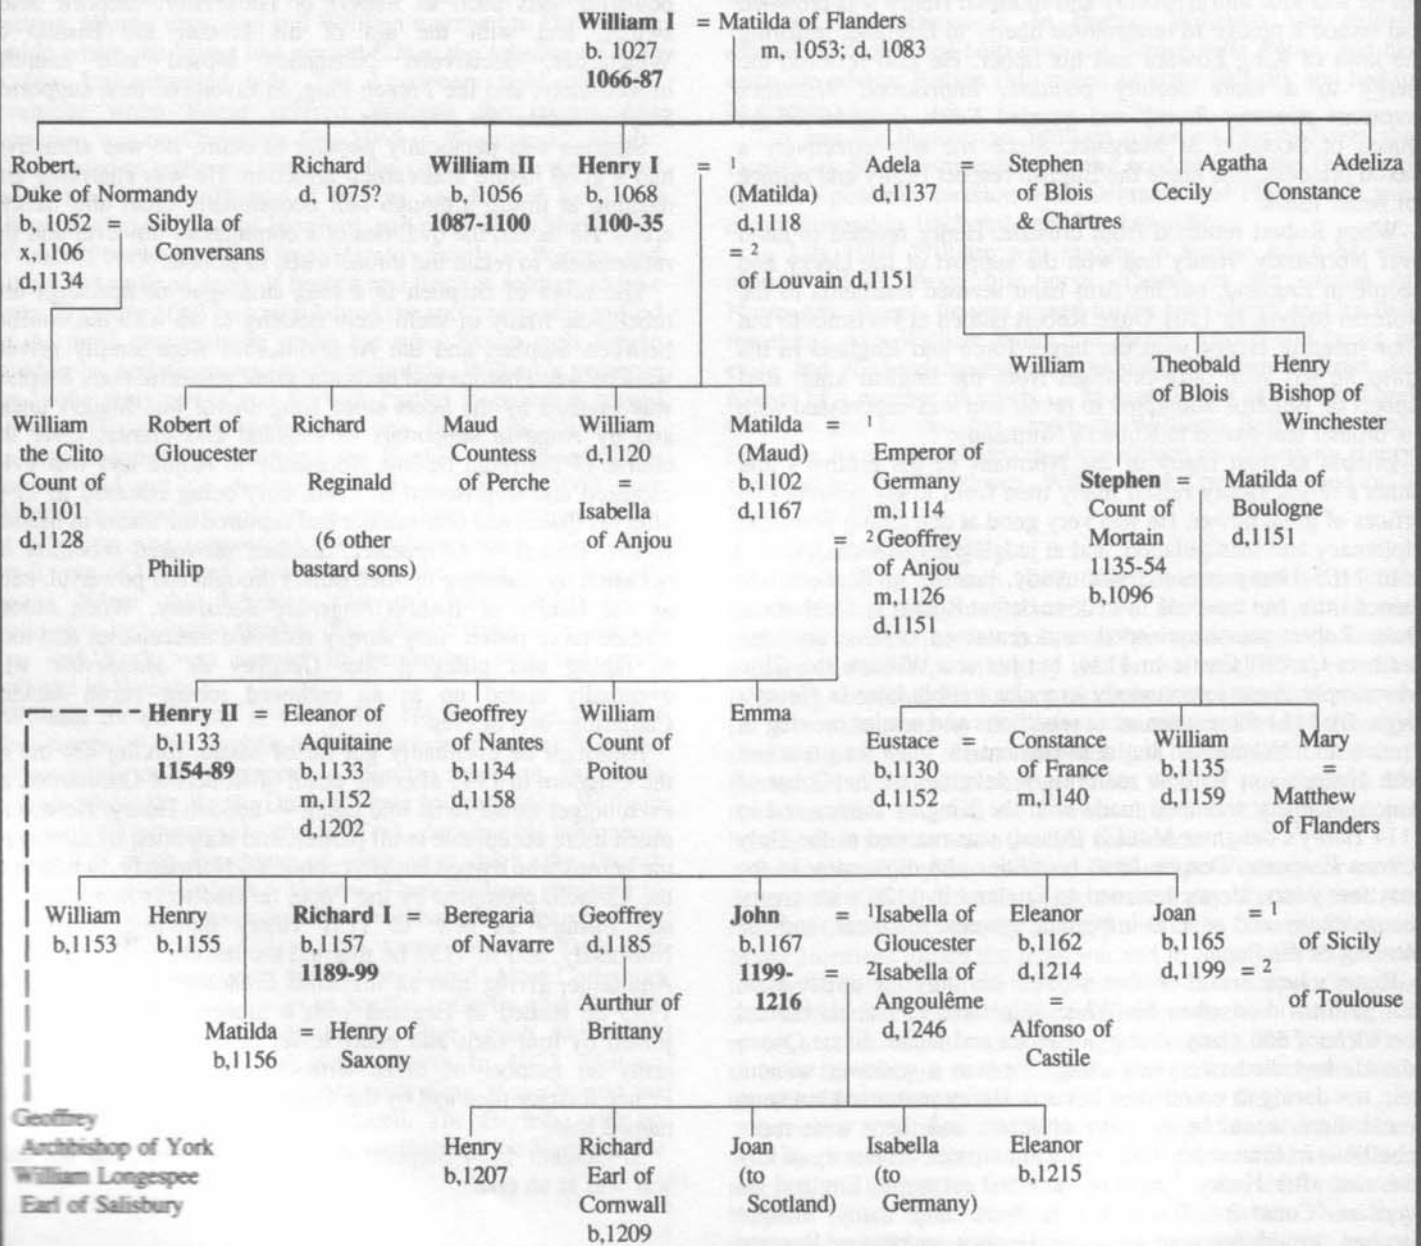 William I = Matilda of Flanders
b. 1027 m. 1053; d. 1083
1066-87
Robert Richard William II Henry I = 1 Adela = Stephen Agatha Adeliza
Duke of Normandy d, 1075? b, 1056 b, 1068, (Matilda) d,1137 of Blois Cecily Constance
b, 1052 = Sibylla of 1087-1100 1100-35 d,1118 & Chartres
x,1106 Conversans = 2
d,1134 of Louvain d,1151
William Theobald Henry
of Blois Bishop of
Winchester
William Robert of Richard Maud William Matilda = 1
the Clito Gloucester Countess d,1120 (Maud) Emperor of
Count of Reginald of Perche = b,1102 Germany Stephen = Matilda of
b,1101 Isabella d,1167 m,1114 Count of Boulogne
d,1128 (6 other of Anjou = 2 Geoffrey Mortain d,1151
Philip bastard sons) of Anjou 1135-54
m,1126 b,1096
d,1151
Henry II = Eleanor of Geoffrey William Emma Eustace = Constance William Mary
b,1133 Aquitaine of Nantes Count of b,1130 of France b,1135 =
1154-89 b,1133 b,1134 Poitou d,1152 m,1140 d,1159 Matthew
m,1152 d,1158 of Flanders
d,1202
William Henry Richard I = Beregaria Geoffrey John = 1Isabella of Eleanor Joan = 1
b,1153 b,1155 b,1157 of Navarre d,1185 b,1167 Gloucester b,1162 b,1165 of Sicily
1189-99 1199- = 2Isabella of d,1214 d,1199 = 2
Aurthur of 1216 Angoulême = of Toulouse
Matilda = Henry of Brittany d,1246 Alfonso of
b,1156 Saxony Castile
Geoffrey
Archbishop of York
William Longespee
Earl of Salisbury
Henry Richard Joan Isabella Eleanor
b,1207 Earl of (to (to b,1215
Cornwall Scotland) Germany)
b,1209